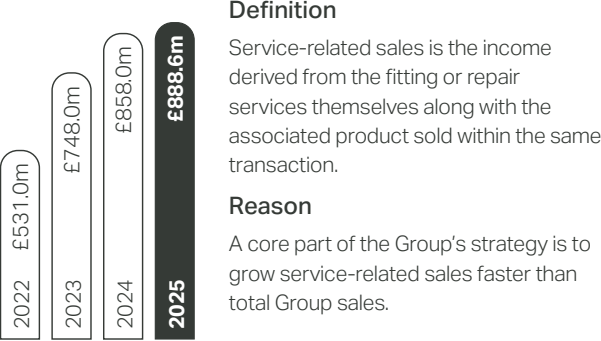 £531.0m
2022
£748.0m
2023
£858.0m
2024
£888.6m
2025
Definition
Service-related sales is the income
derived from the fitting or repair
services themselves along with the
associated product sold within the same
transaction.
Reason
A core part of the Group’s strategy is to
grow service-related sales faster than
total Group sales.